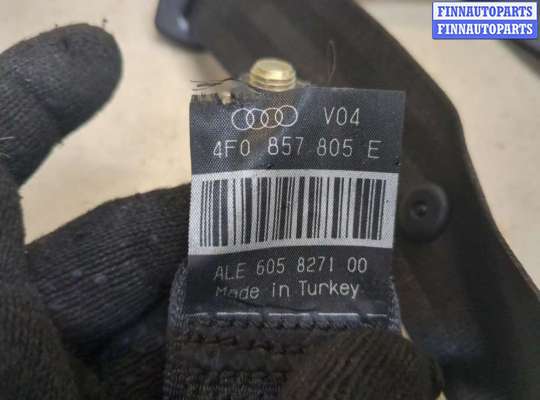 FINNAUTOPARTS
FINNAUTOPARTS
V04
4F0 857 805 E
ALE 605 8271 00
Made in Turkey